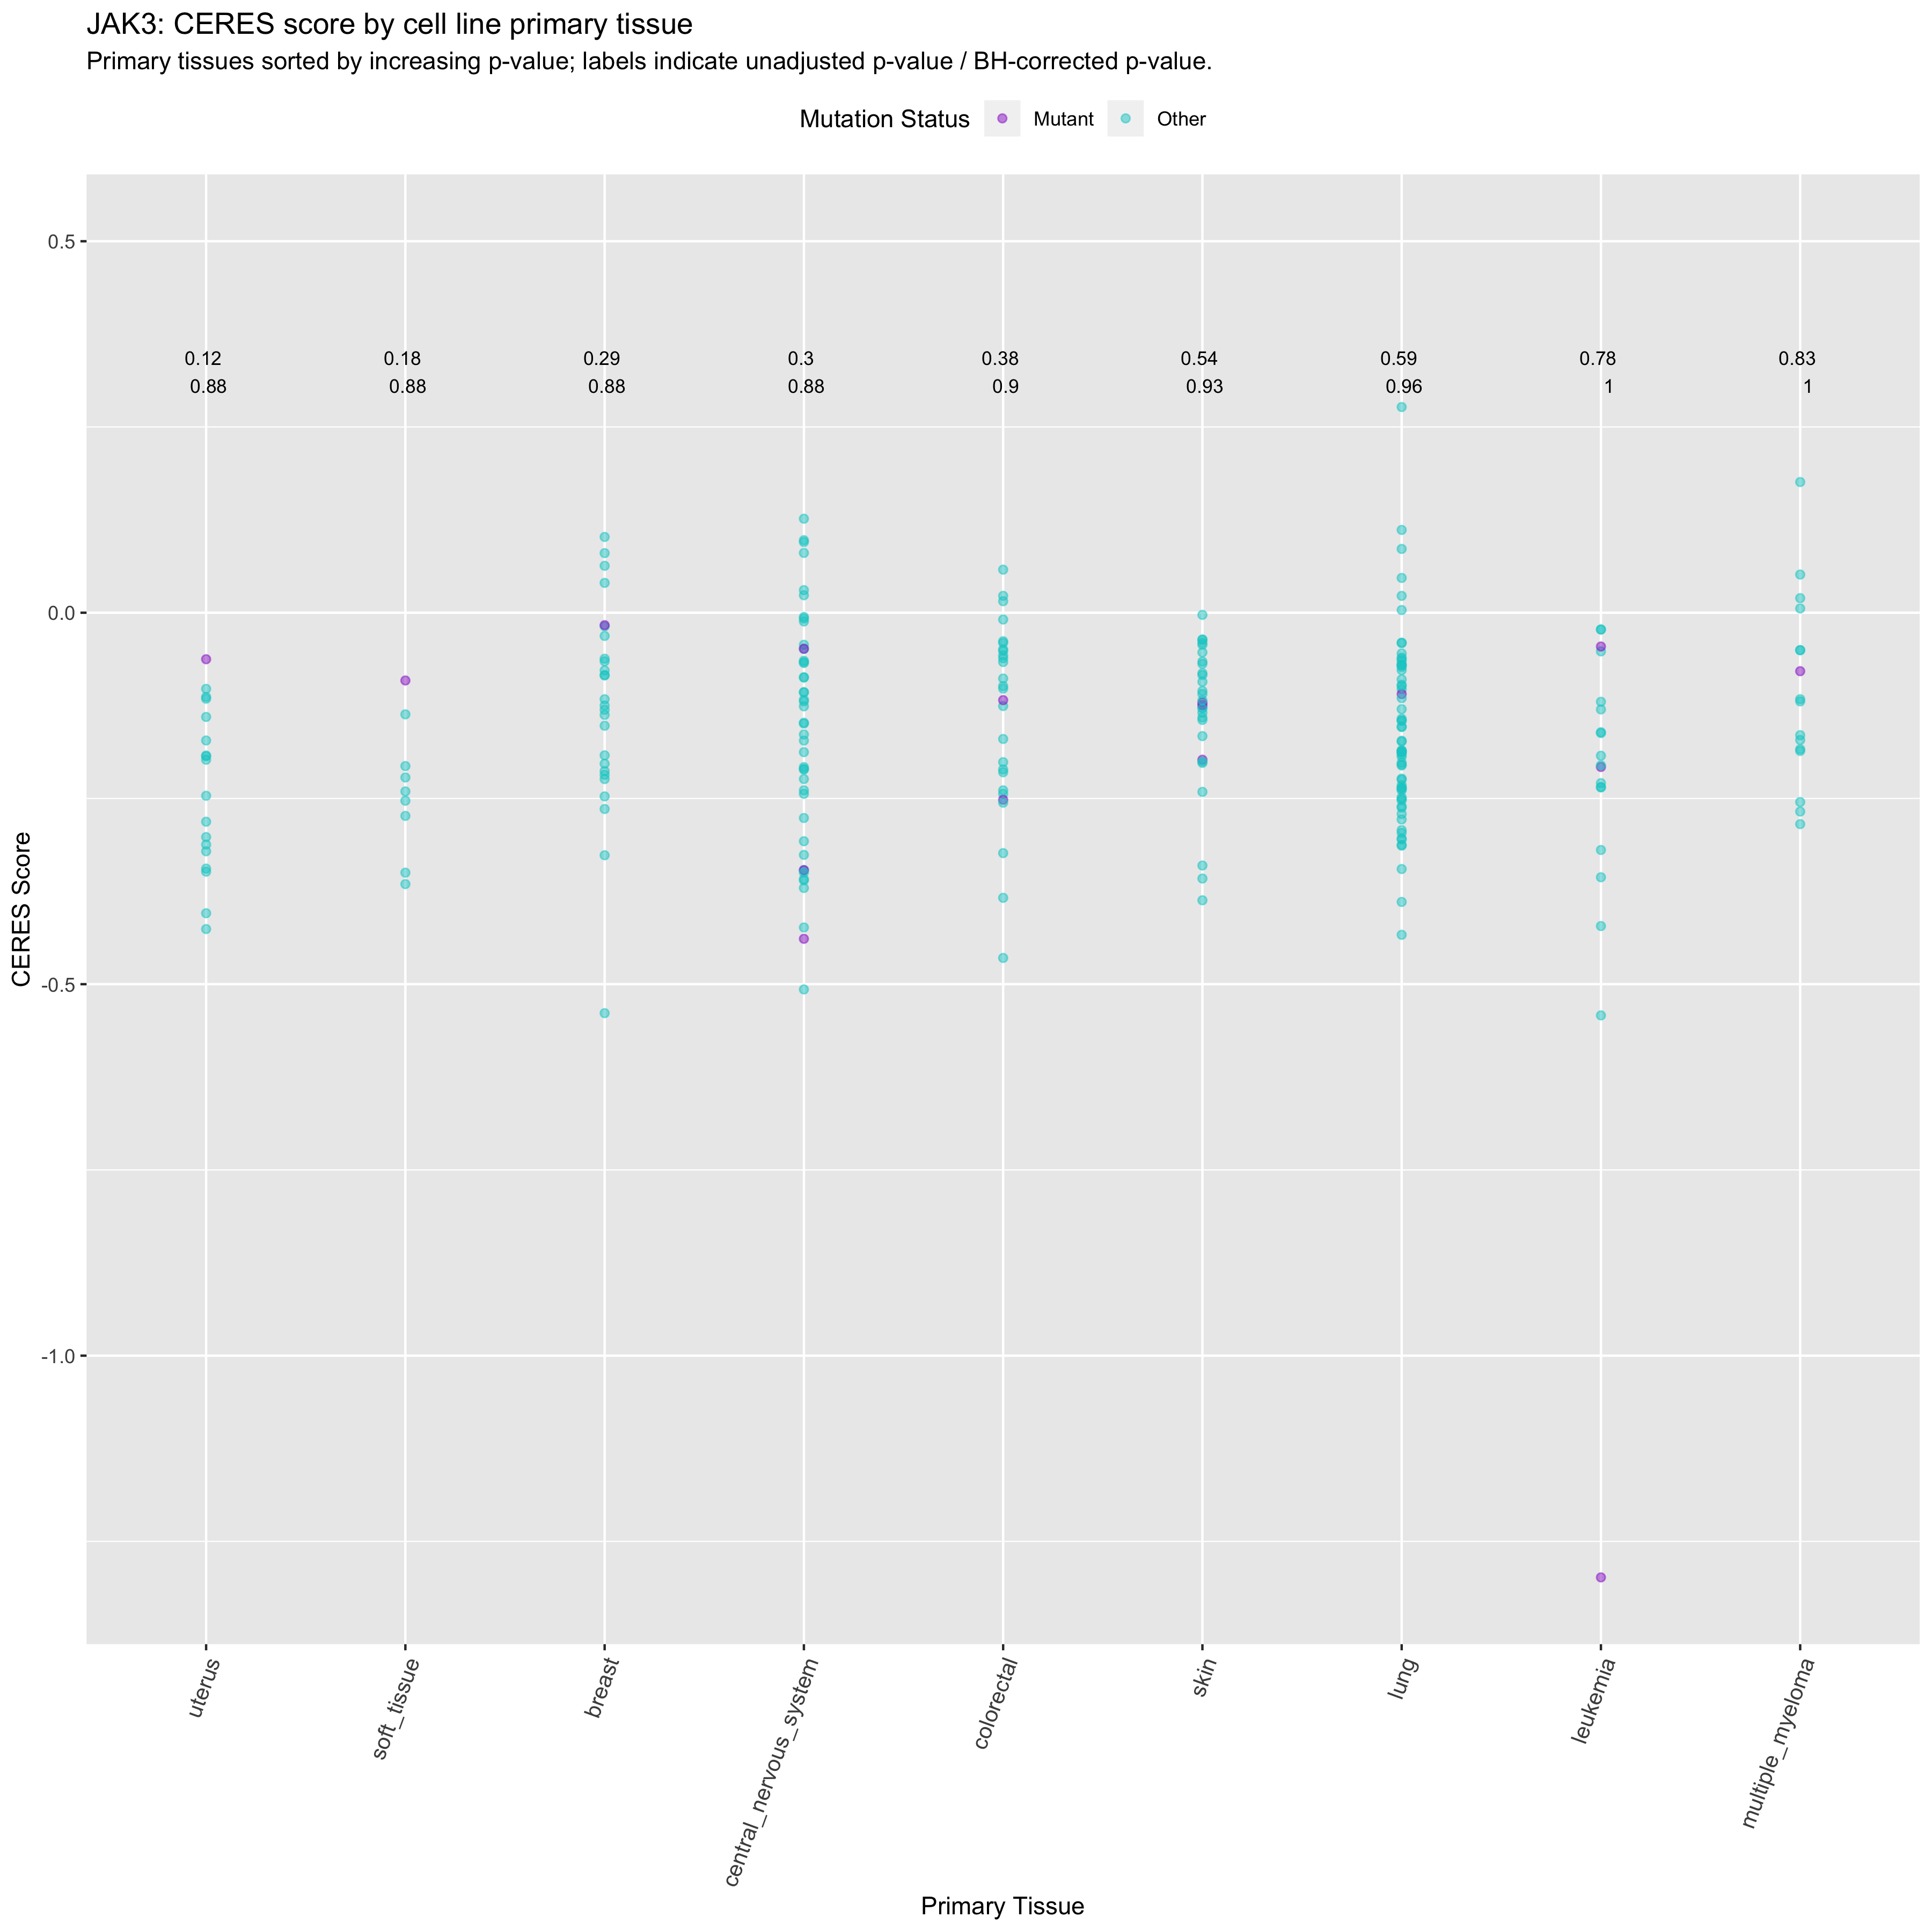 JAK3: CERES score by cell line primary tissue
Primary tissues sorted by increasing p-value; labels indicate unadjusted p-value / BH-corrected p-value.
Mutation Status Mutant Other
0.5
0.12 0.18 0.29 0.3 0.38 0.54 0.59 0.78 0.83
0.88 0.88 0.88 0.88 0.9 0.93 0.96 1 1
0.0
CERES Score
-0.5
-1.0
uterus
soft_tissue
breast
central_nervous_system
colorectal
skin
lung
leukemia
multiple_myeloma
Primary Tissue